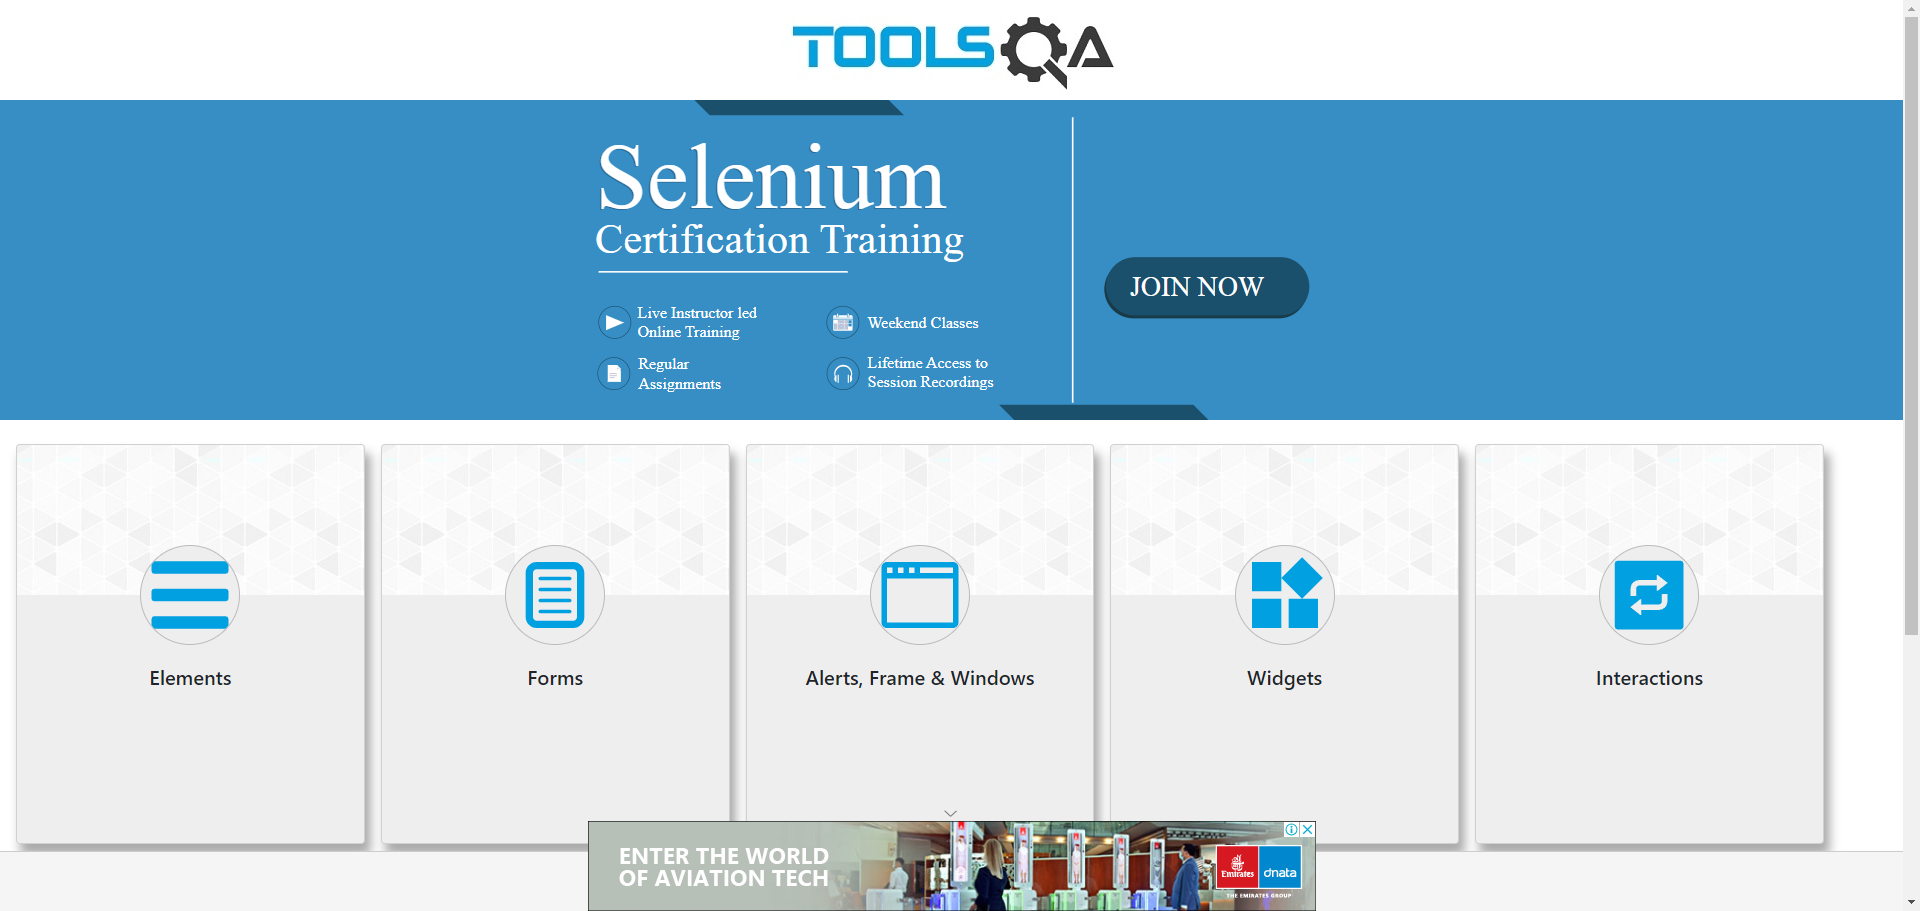 TOOLSQA
Selenium
Certification Training
JOIN NOW
Live Instructor led
Online Training
Weekend Classes
Regular
Assignments
Lifetime Access to
Session Recordings
Elements
Forms
Alerts, Frame & Windows
Widgets
Interactions
ENTER THE WORLD
OF AVIATION TECH
Emirates
dnata
THE EMIRATES GROUP